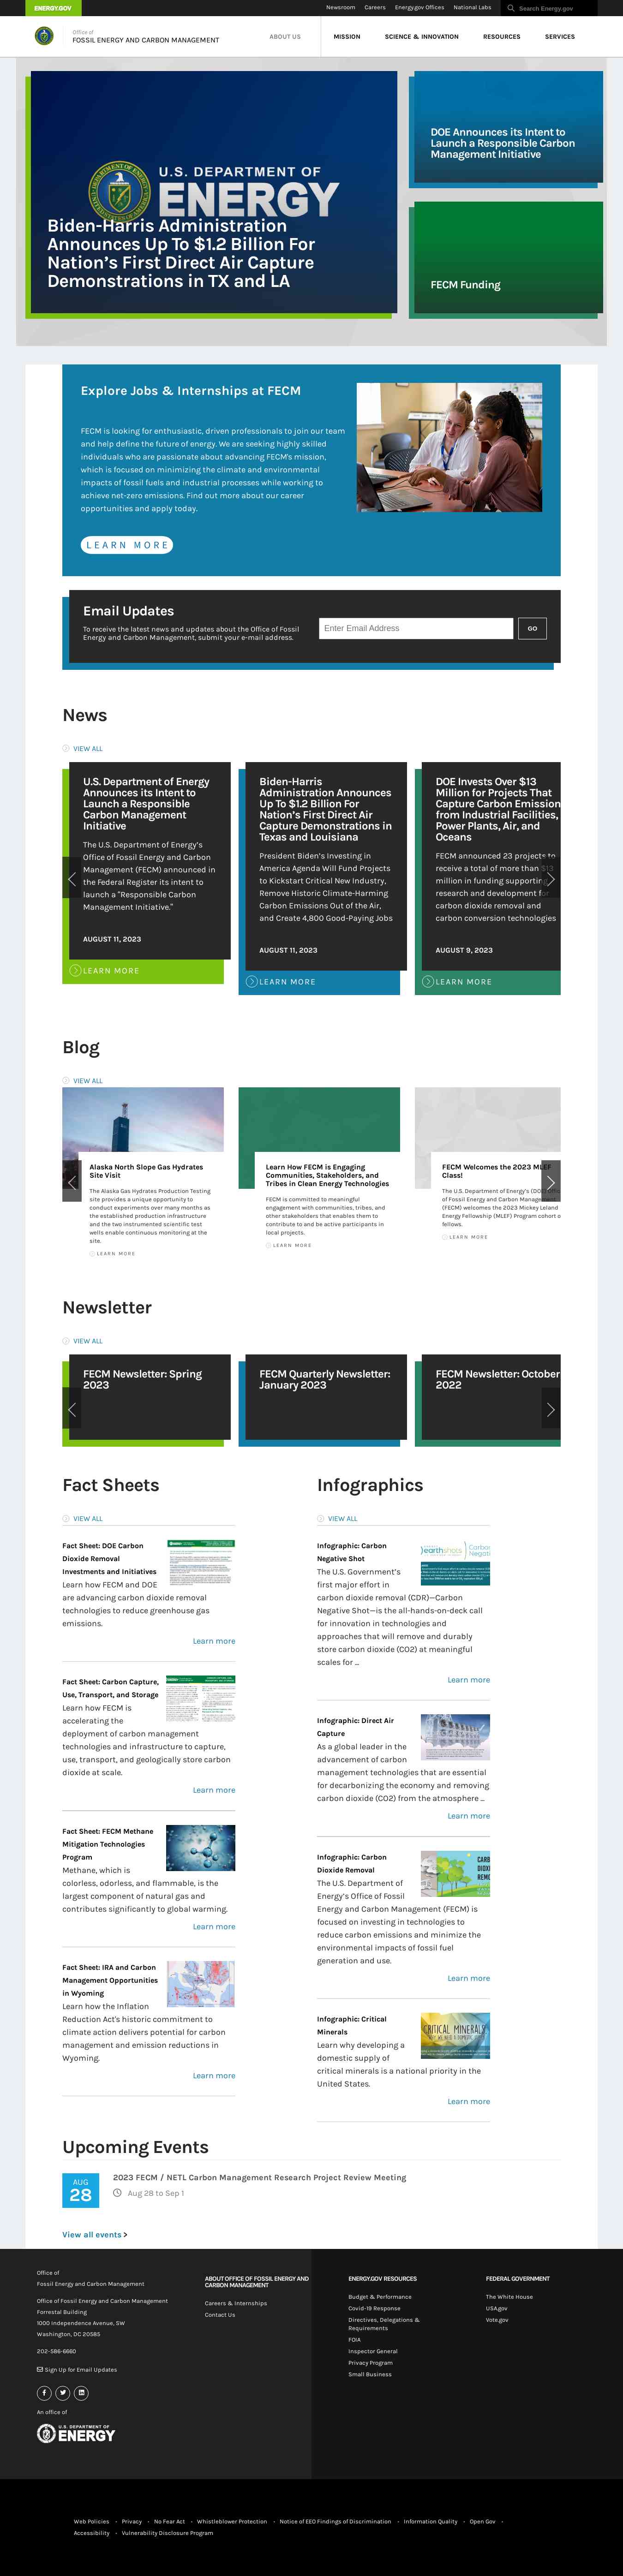 ENERGY.GOV
Newsroom Careers Energy.gov Offices National Labs Search Energy.gov
Office of
FOSSIL ENERGY AND CARBON MANAGEMENT
ABOUT US MISSION SCIENCE & INNOVATION RESOURCES SERVICES
U.S. DEPARTMENT OF
ENERGY
Biden-Harris Administration
Announces Up To $1.2 Billion For
Nation's First Direct Air Capture
Demonstrations in TX and LA
DOE Announces its Intent to
Launch a Responsible Carbon
Management Initiative
FECM Funding
Explore Jobs & Internships at FECM
FECM is looking for enthusiastic, driven professionals to join our team
and help define the future of energy. We are seeking highly skilled
individuals who are passionate about advancing FECM's mission,
which is focused on minimizing the climate and environmental
impacts of fossil fuels and industrial processes while working to
achieve net-zero emissions. Find out more about our career
opportunities and apply today.
LEARN MORE
Email Updates
To receive the latest news and updates about the Office of Fossil
Energy and Carbon Management, submit your e-mail address.
Enter Email Address
GO
News
VIEW ALL
U.S. Department of Energy
Announces its Intent to
Launch a Responsible
Carbon Management
Initiative
The U.S. Department of Energy's
Office of Fossil Energy and Carbon
Management (FECM) announced in
the Federal Register its intent to
launch a "Responsible Carbon
Management Initiative."
AUGUST 11, 2023
LEARN MORE
Biden-Harris
Administration Announces
Up To $1.2 Billion For
Nation's First Direct Air
Capture Demonstrations in
Texas and Louisiana
President Biden's Investing in
America Agenda Will Fund Projects
to Kickstart Critical New Industry,
Remove Historic Climate-Harming
Carbon Emissions Out of the Air,
and Create 4,800 Good-Paying Jobs
AUGUST 11, 2023
LEARN MORE
DOE Invests Over $13
Million for Projects That
Capture Carbon Emission
from Industrial Facilities,
Power Plants, Air, and
Oceans
FECM announced 23 projects to
receive a total of more than $13
million in funding supporting
research and development for
carbon dioxide removal and
carbon conversion technologies
AUGUST 9, 2023
LEARN MORE
Blog
VIEW ALL
Alaska North Slope Gas Hydrates
Site Visit
The Alaska Gas Hydrates Production Testing
site provides a unique opportunity to
conduct experiments over many months as
the established production infrastructure
and the two instrumented scientific test
wells enable continuous monitoring at the
site.
LEARN MORE
Learn How FECM is Engaging
Communities, Stakeholders, and
Tribes in Clean Energy Technologies
FECM is committed to meaningful
engagement with communities, tribes, and
other stakeholders that enables them to
contribute to and be active participants in
local projects.
LEARN MORE
FECM Welcomes the 2023 MLEF
Class!
The U.S. Department of Energy's (DOE)
of Fossil Energy and Carbon Management
(FECM) welcomes the 2023 Mickey Leland
Energy Fellowship (MLEF) Program cohort o
fellows.
LEARN MORE
Newsletter
VIEW ALL
FECM Newsletter: Spring
2023
FECM Quarterly Newsletter:
January 2023
FECM Newsletter: October
2022
Fact Sheets
VIEW ALL
Fact Sheet: DOE Carbon
Dioxide Removal
Investments and Initiatives
Learn how FECM and DOE
are advancing carbon dioxide removal
technologies to reduce greenhouse gas
emissions.
Learn more
Fact Sheet: Carbon Capture,
Use, Transport, and Storage
Learn how FECM is
accelerating the
deployment of carbon management
technologies and infrastructure to capture,
use, transport, and geologically store carbon
dioxide at scale.
Learn more
Fact Sheet: FECM Methane
Mitigation Technologies
Program
Methane, which is
colorless, odorless, and flammable, is the
largest component of natural gas and
contributes significantly to global warming.
Learn more
Fact Sheet: IRA and Carbon
Management Opportunities
in Wyoming
Learn how the Inflation
Reduction Act's historic commitment to
climate action delivers potential for carbon
management and emission reductions in
Wyoming.
Learn more
Infographics
VIEW ALL
Infographic: Carbon
Negative Shot
The U.S. Government's
first major effort in
carbon dioxide removal (CDR)—Carbon
Negative Shot—is the all-hands-on-deck call
for innovation in technologies and
approaches that will remove and durably
store carbon dioxide (CO2) at meaningful
scales for ...
Learn more
earthshots
Carbon
Negati
Infographic: Direct Air
Capture
As a global leader in the
advancement of carbon
management technologies that are essential
for decarbonizing the economy and removing
carbon dioxide (CO2) from the atmosphere ...
Learn more
Infographic: Carbon
Dioxide Removal
The U.S. Department of
Energy's Office of Fossil
Energy and Carbon Management (FECM) is
focused on investing in technologies to
reduce carbon emissions and minimize the
environmental impacts of fossil fuel
generation and use.
Learn more
CARB
DIOXI
REMO
Infographic: Critical
Minerals
Learn why developing a
domestic supply of
critical minerals is a national priority in the
United States.
Learn more
CRITICAL MINERALS
Upcoming Events
AUG
28
2023 FECM / NETL Carbon Management Research Project Review Meeting
Aug 28 to Sep 1
View all events >
Office of
Fossil Energy and Carbon Management
Office of Fossil Energy and Carbon Management
Forrestal Building
1000 Independence Avenue, SW
Washington, DC 20585
202-586-6660
Sign Up for Email Updates
An office of
U.S. DEPARTMENT OF
ENERGY
ABOUT OFFICE OF FOSSIL ENERGY AND
CARBON MANAGEMENT
Careers & Internships
Contact Us
ENERGY.GOV RESOURCES
Budget & Performance
Covid-19 Response
Directives, Delegations &
Requirements
FOIA
Inspector General
Privacy Program
Small Business
FEDERAL GOVERNMENT
The White House
USA.gov
Vote.gov
Web Policies • Privacy • No Fear Act • Whistleblower Protection • Notice of EEO Findings of Discrimination • Information Quality • Open Gov •
Accessibility • Vulnerability Disclosure Program